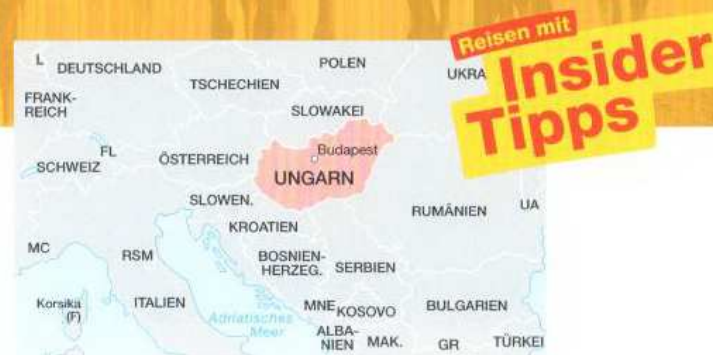 Reisen mit
Insider
Tipps
L
DEUTSCHLAND
POLEN
UKRA
TSCHECHIEN
FRANK-
REICH
SLOWAKEI
FL
SCHWEIZ
ÖSTERREICH
Budapest
UNGARN
SLOWEN.
RUMÄNIEN
UA
KROATIEN
MC
RSM
BOSNIEN-
HERZEG.
SERBIEN
Korsika
(F)
ITALIEN
Adriatisches
Meer
MNE
KOSOVO
BULGARIEN
ALBA-
NIEN
MAK.
GR
TÜRKEI